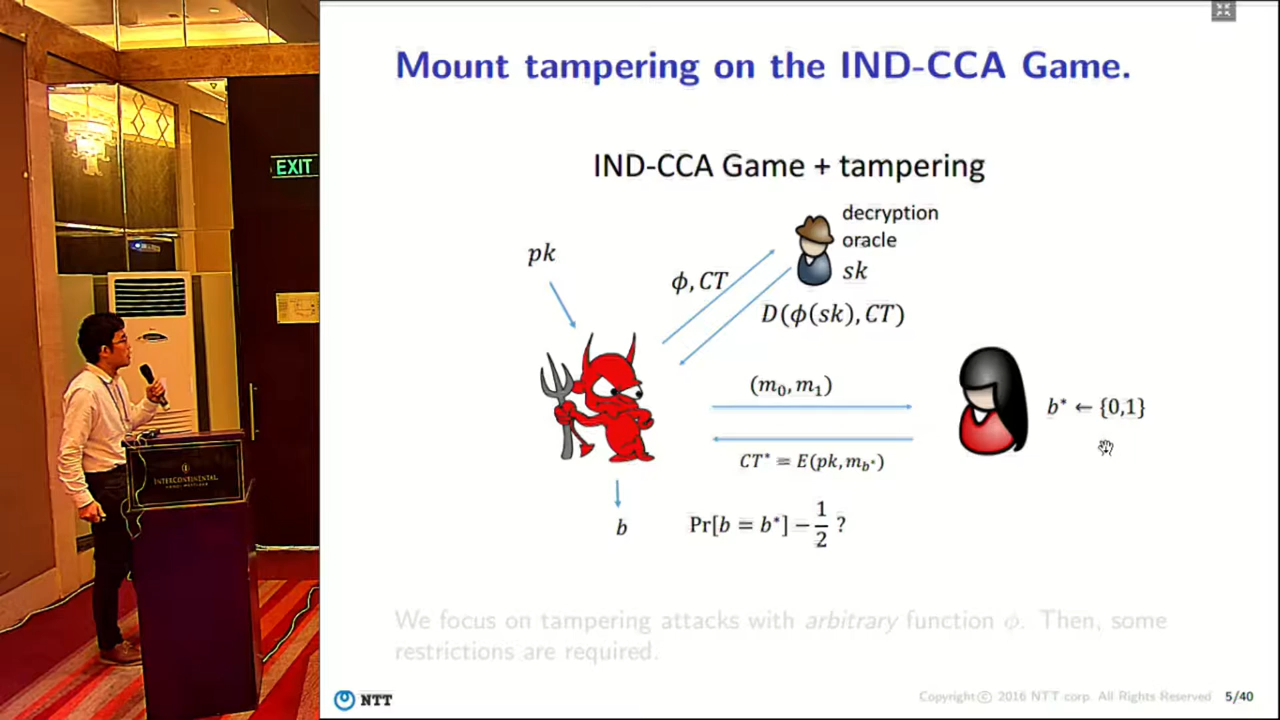 Mount tampering on the IND-CCA Game.
IND-CCA Game + tampering
EXIT
decryption
oracle
sk
pk
ϕ, CT
D(ϕ(sk), CT)
(m₀, m₁)
b* ← {0,1}
CT* = E(pk, m_b*)
INTERCONTINENTAL
b
Pr[b = b*] − 1/2 ?
We focus on tampering attacks with arbitrary function ϕ. Then, some
restrictions are required.
NTT
Copyright© 2016 NTT corp. All Rights Reserved
5/40